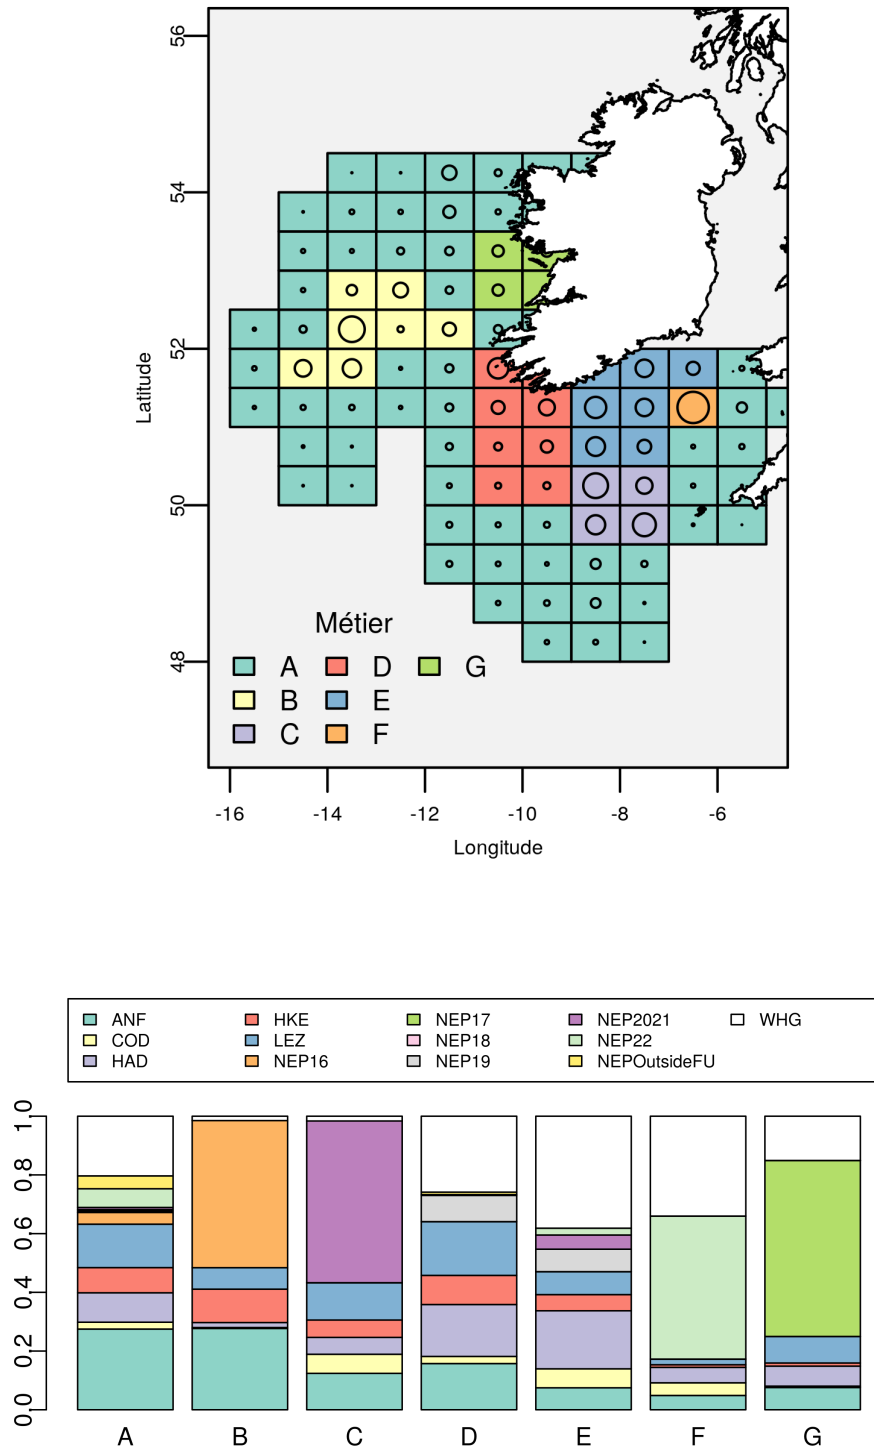 56
54
52
50
48
Latitude
Métier
A D G
B E
C F
-16 -14 -12 -10 -8 -6
Longitude
ANF HKE NEP17 NEP2021 WHG
COD LEZ NEP18 NEP22
HAD NEP16 NEP19 NEPOutsideFU
1.0
0.8
0.6
0.4
0.2
0.0
A B C D E F G